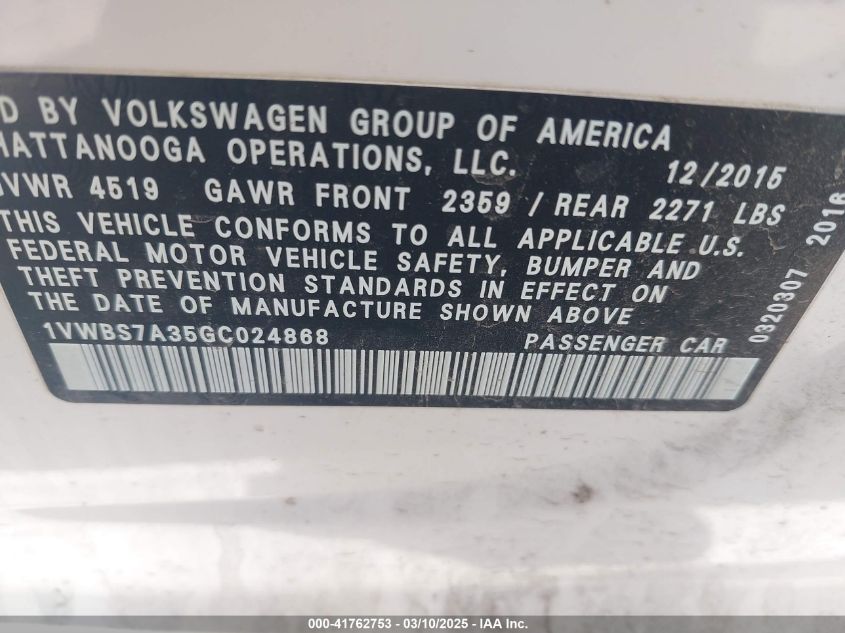 D BY VOLKSWAGEN GROUP OF AMERICA
HATTANOOGA OPERATIONS, LLC. 12/2015
VWR 4519 GAWR FRONT 2359 / REAR 2271 LBS
THIS VEHICLE CONFORMS TO ALL APPLICABLE U.S.
FEDERAL MOTOR VEHICLE SAFETY, BUMPER AND
THEFT PREVENTION STANDARDS IN EFFECT ON
THE DATE OF MANUFACTURE SHOWN ABOVE
1VWBS7A35GC024868 PASSENGER CAR
0320307 2016
000-41762753 - 03/10/2025 - IAA Inc.